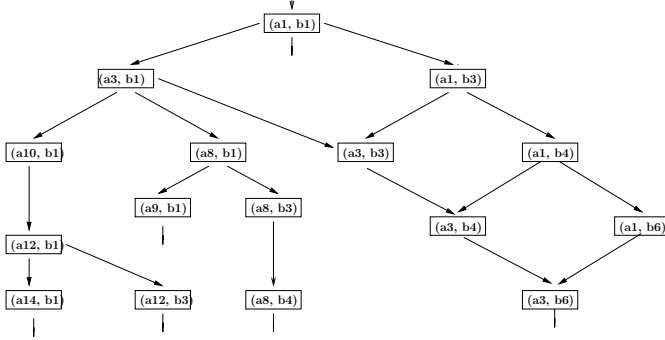 (a1, b1)
(a3, b1)
(a1, b3)
(a10, b1)
(a8, b1)
(a3, b3)
(a1, b4)
(a9, b1)
(a8, b3)
(a3, b4)
(a1, b6)
(a12, b1)
(a14, b1)
(a12, b3)
(a8, b4)
(a3, b6)